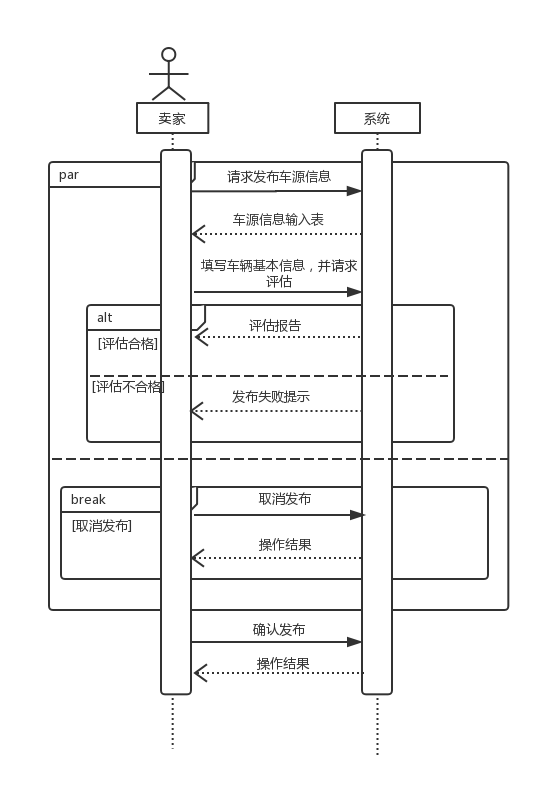 卖家
系统
par
请求发布车源信息
车源信息输入表
填写车辆基本信息，并请求
评估
alt
评估报告
[评估合格]
[评估不合格]
发布失败提示
break
取消发布
[取消发布]
操作结果
确认发布
操作结果